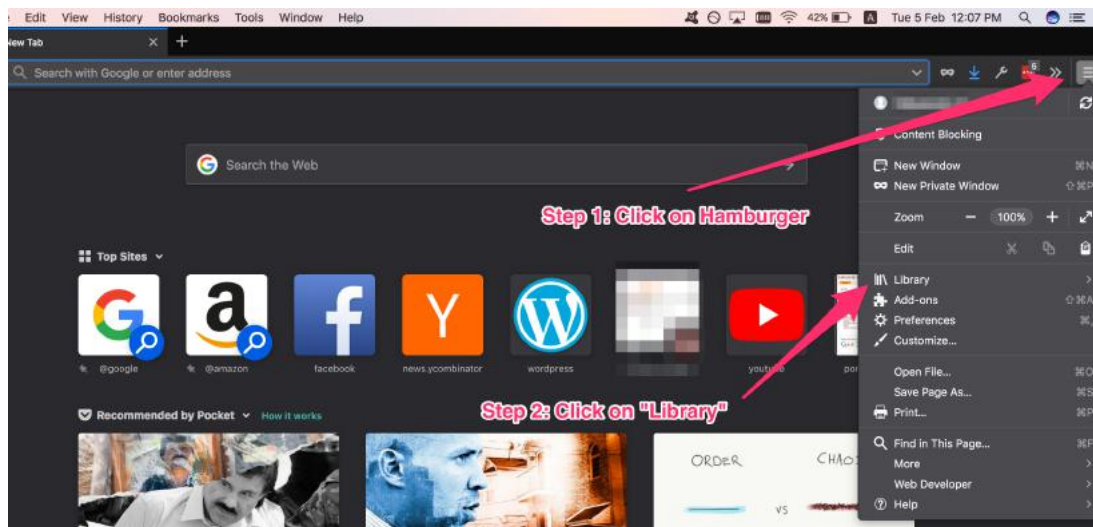 Edit View History Bookmarks Tools Window Help 42% Tue 5 Feb 12:07 PM
New Tab
Search with Google or enter address
6
Content Blocking
Search the Web
New Window ⌘N
New Private Window ⇧⌘P
Step 1: Click on Hamburger
Zoom 100%
Top Sites
Edit
Library
Add-ons ⇧⌘A
Preferences ⌘,
Customize...
@google @amazon facebook news.ycombinator wordpress youtube
Open File... ⌘O
Save Page As... ⌘S
Recommended by Pocket How it works
Step 2: Click on "Library"
Print... ⌘P
Find in This Page... ⌘F
More
Web Developer
Help
ORDER CHAO
VS